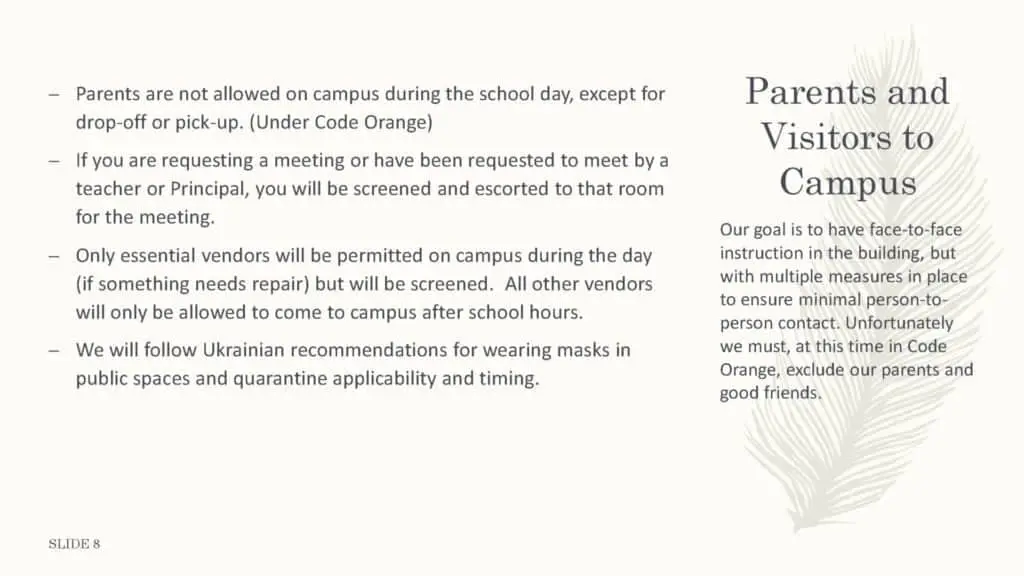 – Parents are not allowed on campus during the school day, except for
drop-off or pick-up. (Under Code Orange)
– If you are requesting a meeting or have been requested to meet by a
teacher or Principal, you will be screened and escorted to that room
for the meeting.
– Only essential vendors will be permitted on campus during the day
(if something needs repair) but will be screened.  All other vendors
will only be allowed to come to campus after school hours.
– We will follow Ukrainian recommendations for wearing masks in
public spaces and quarantine applicability and timing.
Parents and
Visitors to
Campus
Our goal is to have face-to-face
instruction in the building, but
with multiple measures in place
to ensure minimal person-to-
person contact. Unfortunately
we must, at this time in Code
Orange, exclude our parents and
good friends.
SLIDE 8